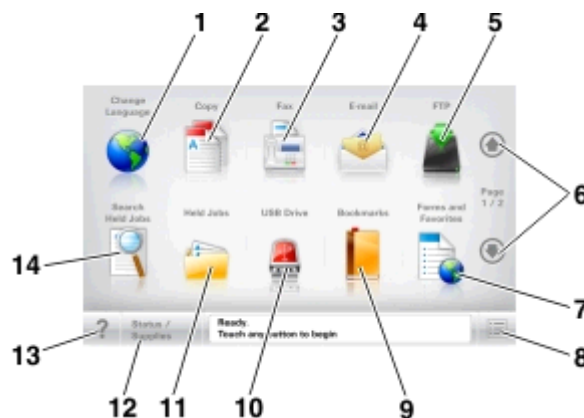 1 2 3 4 5
Change Language Copy Fax E-mail FTP
6
Page 1 / 2
Search Held Jobs Held Jobs USB Drive Bookmarks Forms and Favorites
14
7
? Status / Supplies Ready. Touch any button to begin
13 12 11 10 9 8